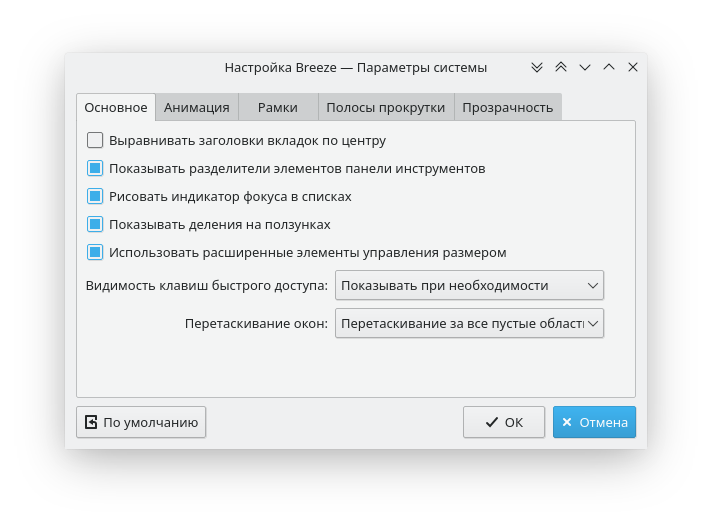 Настройка Breeze — Параметры системы
Основное Анимация Рамки Полосы прокрутки Прозрачность
Выравнивать заголовки вкладок по центру
Показывать разделители элементов панели инструментов
Рисовать индикатор фокуса в списках
Показывать деления на ползунках
Использовать расширенные элементы управления размером
Видимость клавиш быстрого доступа: Показывать при необходимости
Перетаскивание окон: Перетаскивание за все пустые област
По умолчанию ОК Отмена